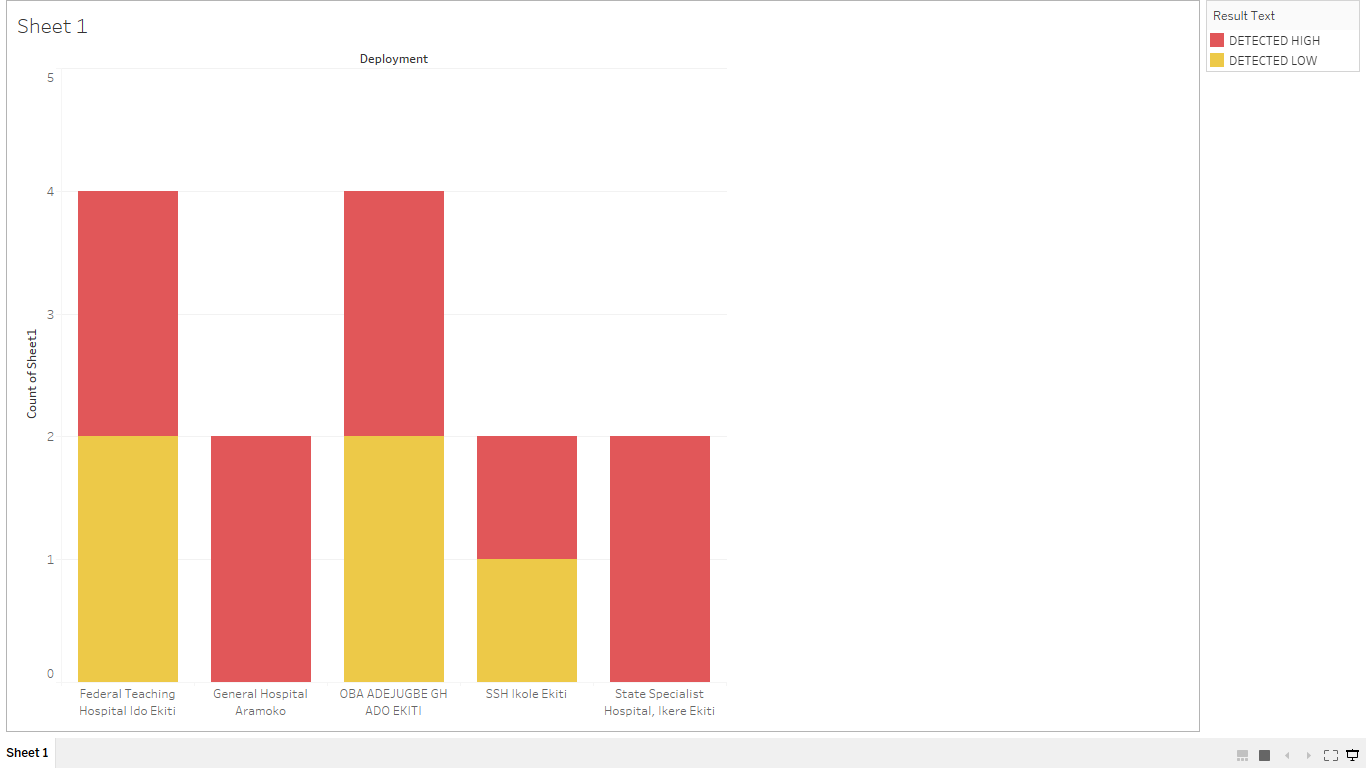 Sheet 1
Deployment
Result Text
DETECTED HIGH
DETECTED LOW
Count of Sheet1
5
4
3
2
1
0
Federal Teaching
Hospital Ido Ekiti
General Hospital
Aramoko
OBA ADEJUGBE GH
ADO EKITI
SSH Ikole Ekiti
State Specialist
Hospital, Ikere Ekiti
Sheet 1